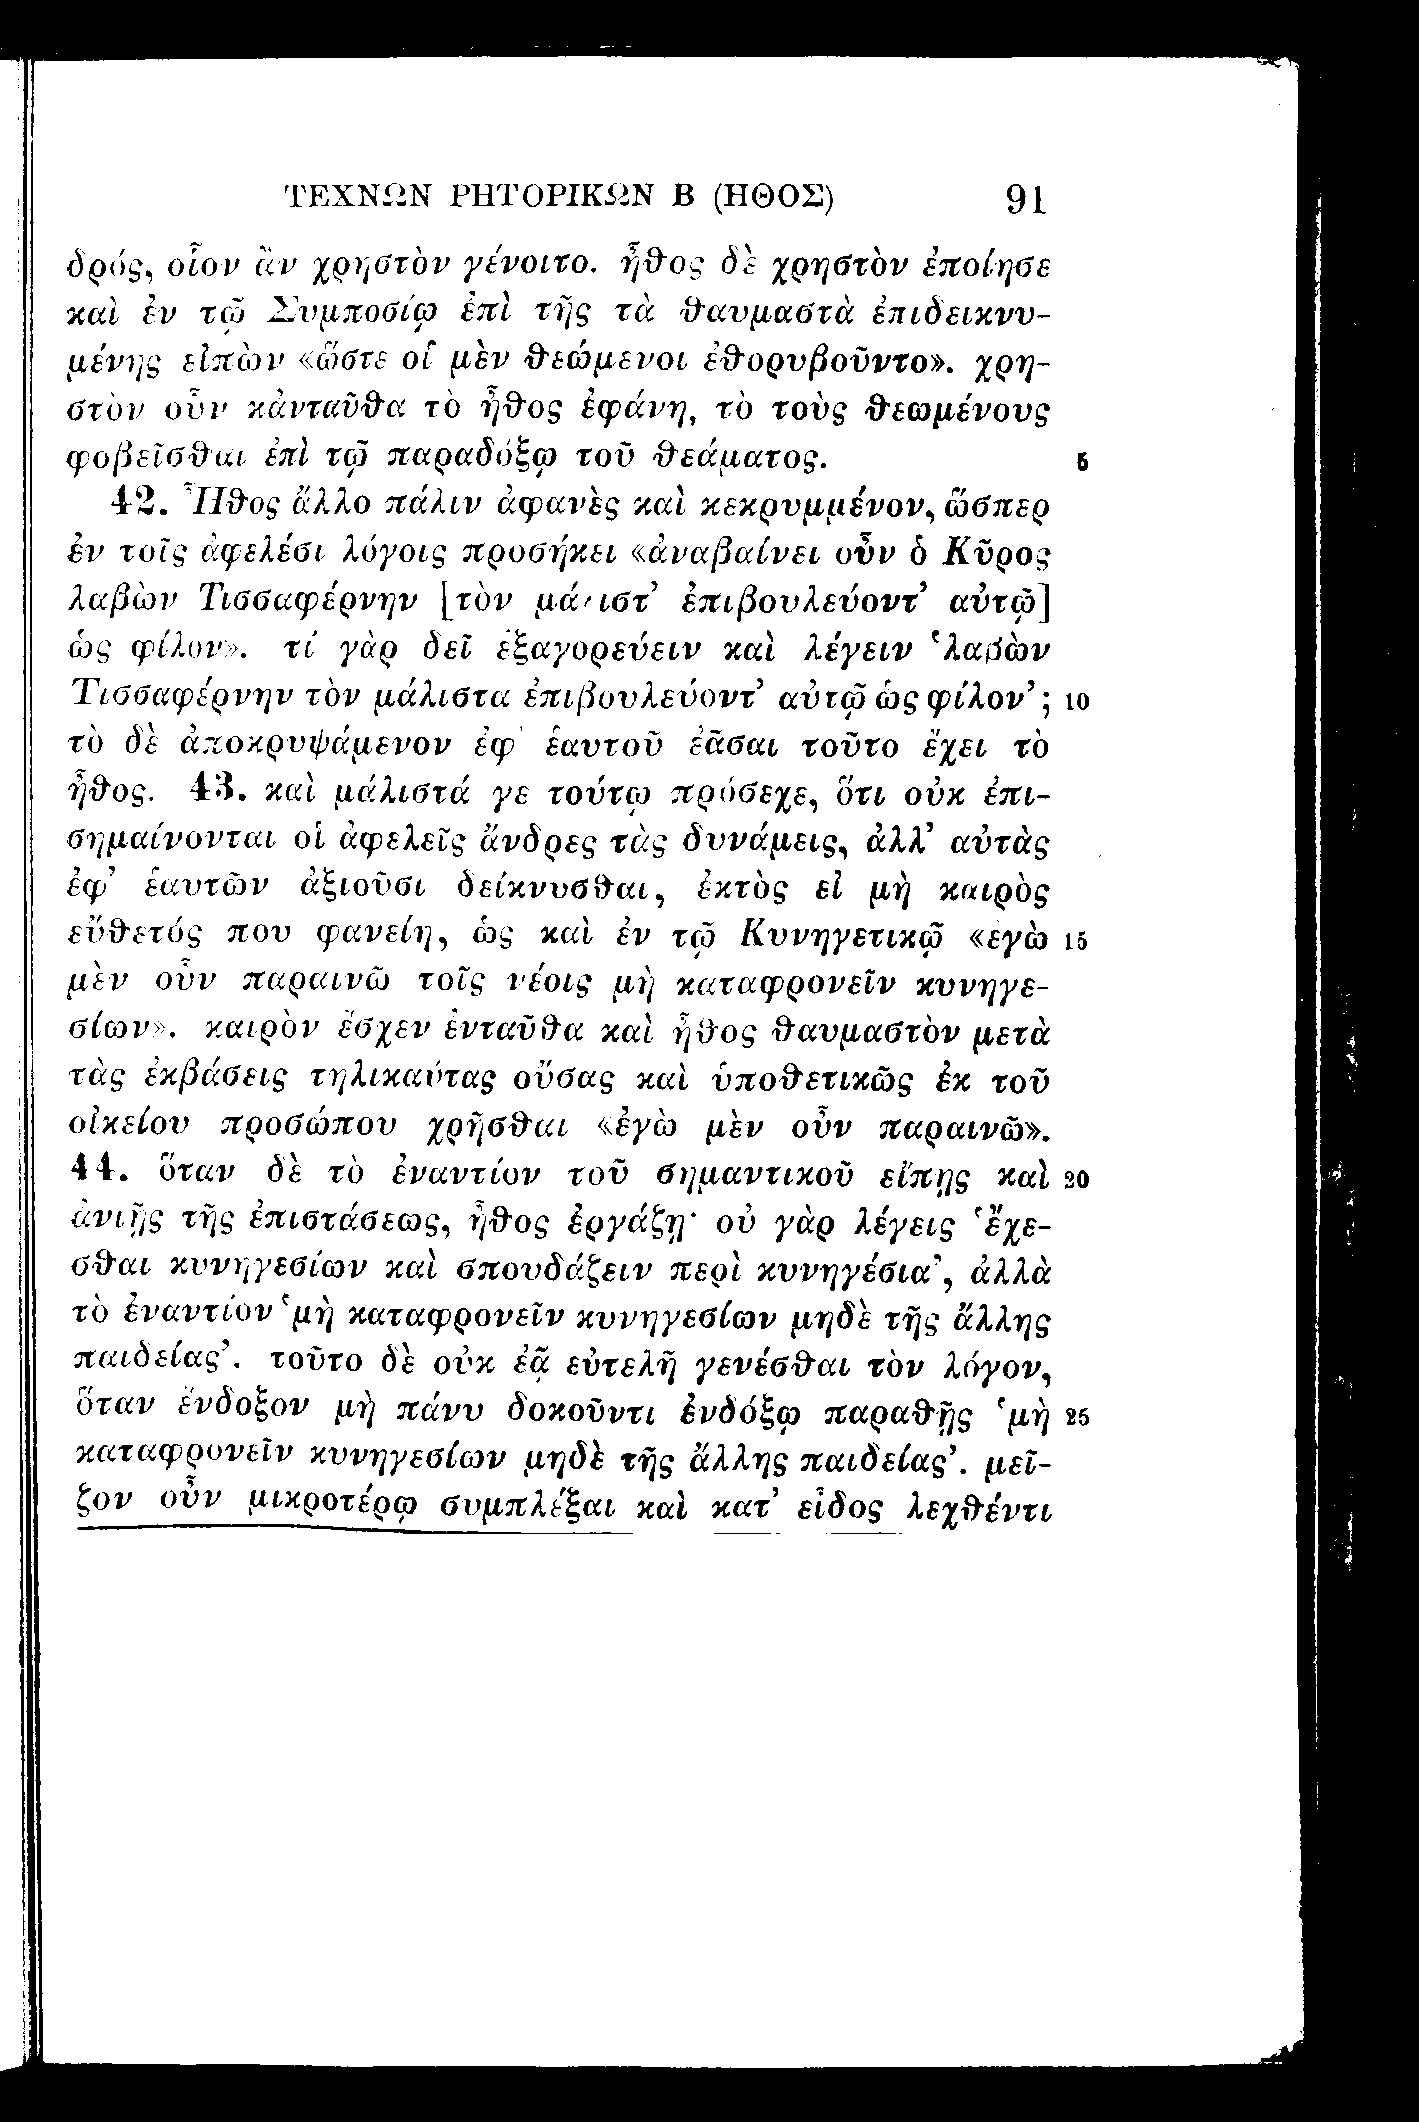 ΤΕΧΝΩΝ ΡΗΤΟΡΙΚΩΝ Β (ΗΘΟΣ) 91
δρός, οἷον ἂν χρηστὸν γένοιτο. ἦθος δὲ χρηστὸν ἐποίησε
καὶ ἐν τῷ Συμποσίῳ ἐπὶ τῆς τὰ θαυμαστὰ ἐπιδεικνυ-
μένης εἰπὼν «ὥστε οἱ μὲν θεώμενοι ἐθορυβοῦντο». χρη-
στὸν οὖν κἀνταῦθα τὸ ἦθος ἐφάνη, τὸ τοὺς θεωμένους
φοβεῖσθαι ἐπὶ τῷ παραδόξῳ τοῦ θεάματος. 5
42. Ἦθος ἄλλο πάλιν ἀφανὲς καὶ κεκρυμμένον, ὥσπερ
ἐν τοῖς ἀφελέσι λόγοις προσήκει «ἀναβαίνει οὖν ὁ Κῦρος
λαβὼν Τισσαφέρνην [τὸν μάλιστ’ ἐπιβουλεύοντ’ αὐτῷ]
ὡς φίλον». τί γὰρ δεῖ ἐξαγορεύειν καὶ λέγειν ‘λαβὼν
Τισσαφέρνην τὸν μάλιστα ἐπιβουλεύοντ’ αὐτῷ ὡς φίλον’; 10
τὸ δὲ ἀποκρυψάμενον ἐφ’ ἑαυτοῦ ἐᾶσαι τοῦτο ἔχει τὸ
ἦθος. 43. καὶ μάλιστά γε τούτῳ πρόσεχε, ὅτι οὐκ ἐπι-
σημαίνονται οἱ ἀφελεῖς ἄνδρες τὰς δυνάμεις, ἀλλ’ αὐτὰς
ἐφ’ ἑαυτῶν ἀξιοῦσι δείκνυσθαι, ἐκτὸς εἰ μὴ καιρὸς
εὔθετός που φανείη, ὡς καὶ ἐν τῷ Κυνηγετικῷ «ἐγὼ 15
μὲν οὖν παραινῶ τοῖς νέοις μὴ καταφρονεῖν κυνηγε-
σίων». καιρὸν ἔσχεν ἐνταῦθα καὶ ἦθος θαυμαστὸν μετὰ
τὰς ἐκβάσεις τηλικαύτας οὔσας καὶ ὑποθετικῶς ἐκ τοῦ
οἰκείου προσώπου χρῆσθαι «ἐγὼ μὲν οὖν παραινῶ».
44. ὅταν δὲ τὸ ἐναντίον τοῦ σημαντικοῦ εἴπῃς καὶ 20
ἀνιῇς τῆς ἐπιστάσεως, ἦθος ἐργάζῃ· οὐ γὰρ λέγεις ‘ἔχε-
σθαι κυνηγεσίων καὶ σπουδάζειν περὶ κυνηγέσια’, ἀλλὰ
τὸ ἐναντίον ‘μὴ καταφρονεῖν κυνηγεσίων μηδὲ τῆς ἄλλης
παιδείας’. τοῦτο δὲ οὐκ ἐᾷ εὐτελῆ γενέσθαι τὸν λόγον,
ὅταν ἔνδοξον μὴ πάνυ δοκοῦντι ἐνδόξῳ παραθῇς ‘μὴ 25
καταφρονεῖν κυνηγεσίων μηδὲ τῆς ἄλλης παιδείας’. μεῖ-
ζον οὖν μικροτέρῳ συμπλέξαι καὶ κατ’ εἶδος λεχθέντι